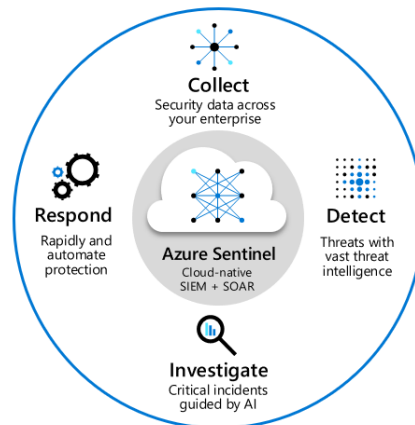 Collect
Security data across
your enterprise
Respond
Rapidly and
automate
protection
Azure Sentinel
Cloud-native
SIEM + SOAR
Detect
Threats with
vast threat
intelligence
Investigate
Critical incidents
guided by AI